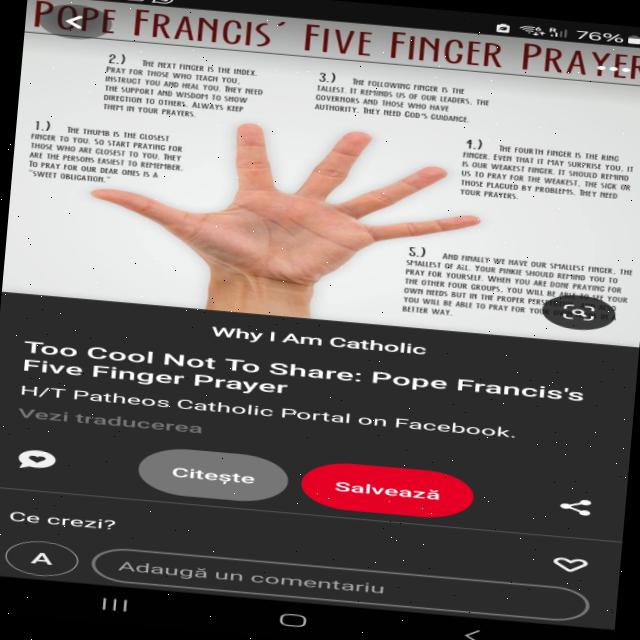 76%
POPE FRANCIS´ FIVE FINGER PRAYER
2.) THE NEXT FINGER IS THE INDEX.
PRAY FOR THOSE WHO TEACH YOU,
INSTRUCT YOU AND HEAL YOU. THEY NEED
THE SUPPORT AND WISDOM TO SHOW
DIRECTION TO OTHERS. ALWAYS KEEP
THEM IN YOUR PRAYERS.
3.) THE FOLLOWING FINGER IS THE
TALLEST. IT REMINDS US OF OUR LEADERS, THE
GOVERNORS AND THOSE WHO HAVE
AUTHORITY. THEY NEED GOD'S GUIDANCE.
1.) THE THUMB IS THE CLOSEST
FINGER TO YOU. SO START PRAYING FOR
THOSE WHO ARE CLOSEST TO YOU. THEY
ARE THE PERSONS EASIEST TO REMEMBER.
TO PRAY FOR OUR DEAR ONES IS A
"SWEET OBLIGATION."
4.) THE FOURTH FINGER IS THE RING
FINGER. EVEN THAT IT MAY SURPRISE YOU, IT
IS OUR WEAKEST FINGER. IT SHOULD REMIND
US TO PRAY FOR THE WEAKEST, THE SICK OR
THOSE PLAGUED BY PROBLEMS. THEY NEED
YOUR PRAYERS.
5.) AND FINALLY WE HAVE OUR SMALLEST FINGER, THE
SMALLEST OF ALL. YOUR PINKIE SHOULD REMIND YOU TO
PRAY FOR YOURSELF. WHEN YOU ARE DONE PRAYING FOR
THE OTHER FOUR GROUPS, YOU WILL BE ABLE TO SEE YOUR
OWN NEEDS BUT IN THE PROPER
YOU WILL BE ABLE TO PRAY FOR YOUR
BETTER WAY.
Why I Am Catholic
Too Cool Not To Share: Pope Francis's
Five Finger Prayer
H/T Patheos Catholic Portal on Facebook.
Vezi traducerea
Citește
Salvează
Ce crezi?
A
Adaugă un comentariu